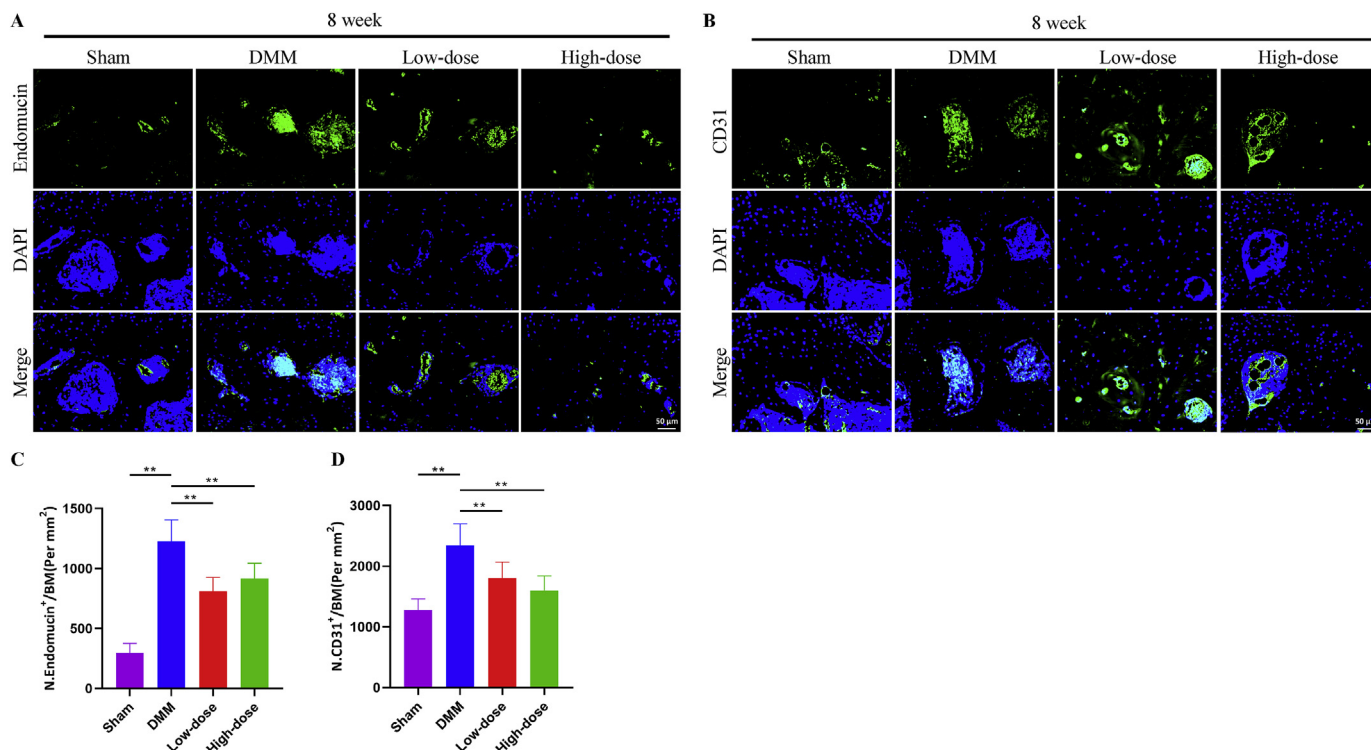 A
8 week
Sham DMM Low-dose High-dose
Endomucin
DAPI
Merge
50 μm
B
8 week
Sham DMM Low-dose High-dose
CD31
DAPI
Merge
50 μ
C
** ** **
N.Endomucin⁺/BM(Per mm²)
1500
1000
500
0
Sham DMM Low-dose High-dose
D
** ** **
N.CD31⁺/BM(Per mm²)
3000
2000
1000
0
Sham DMM Low-dose High-dose